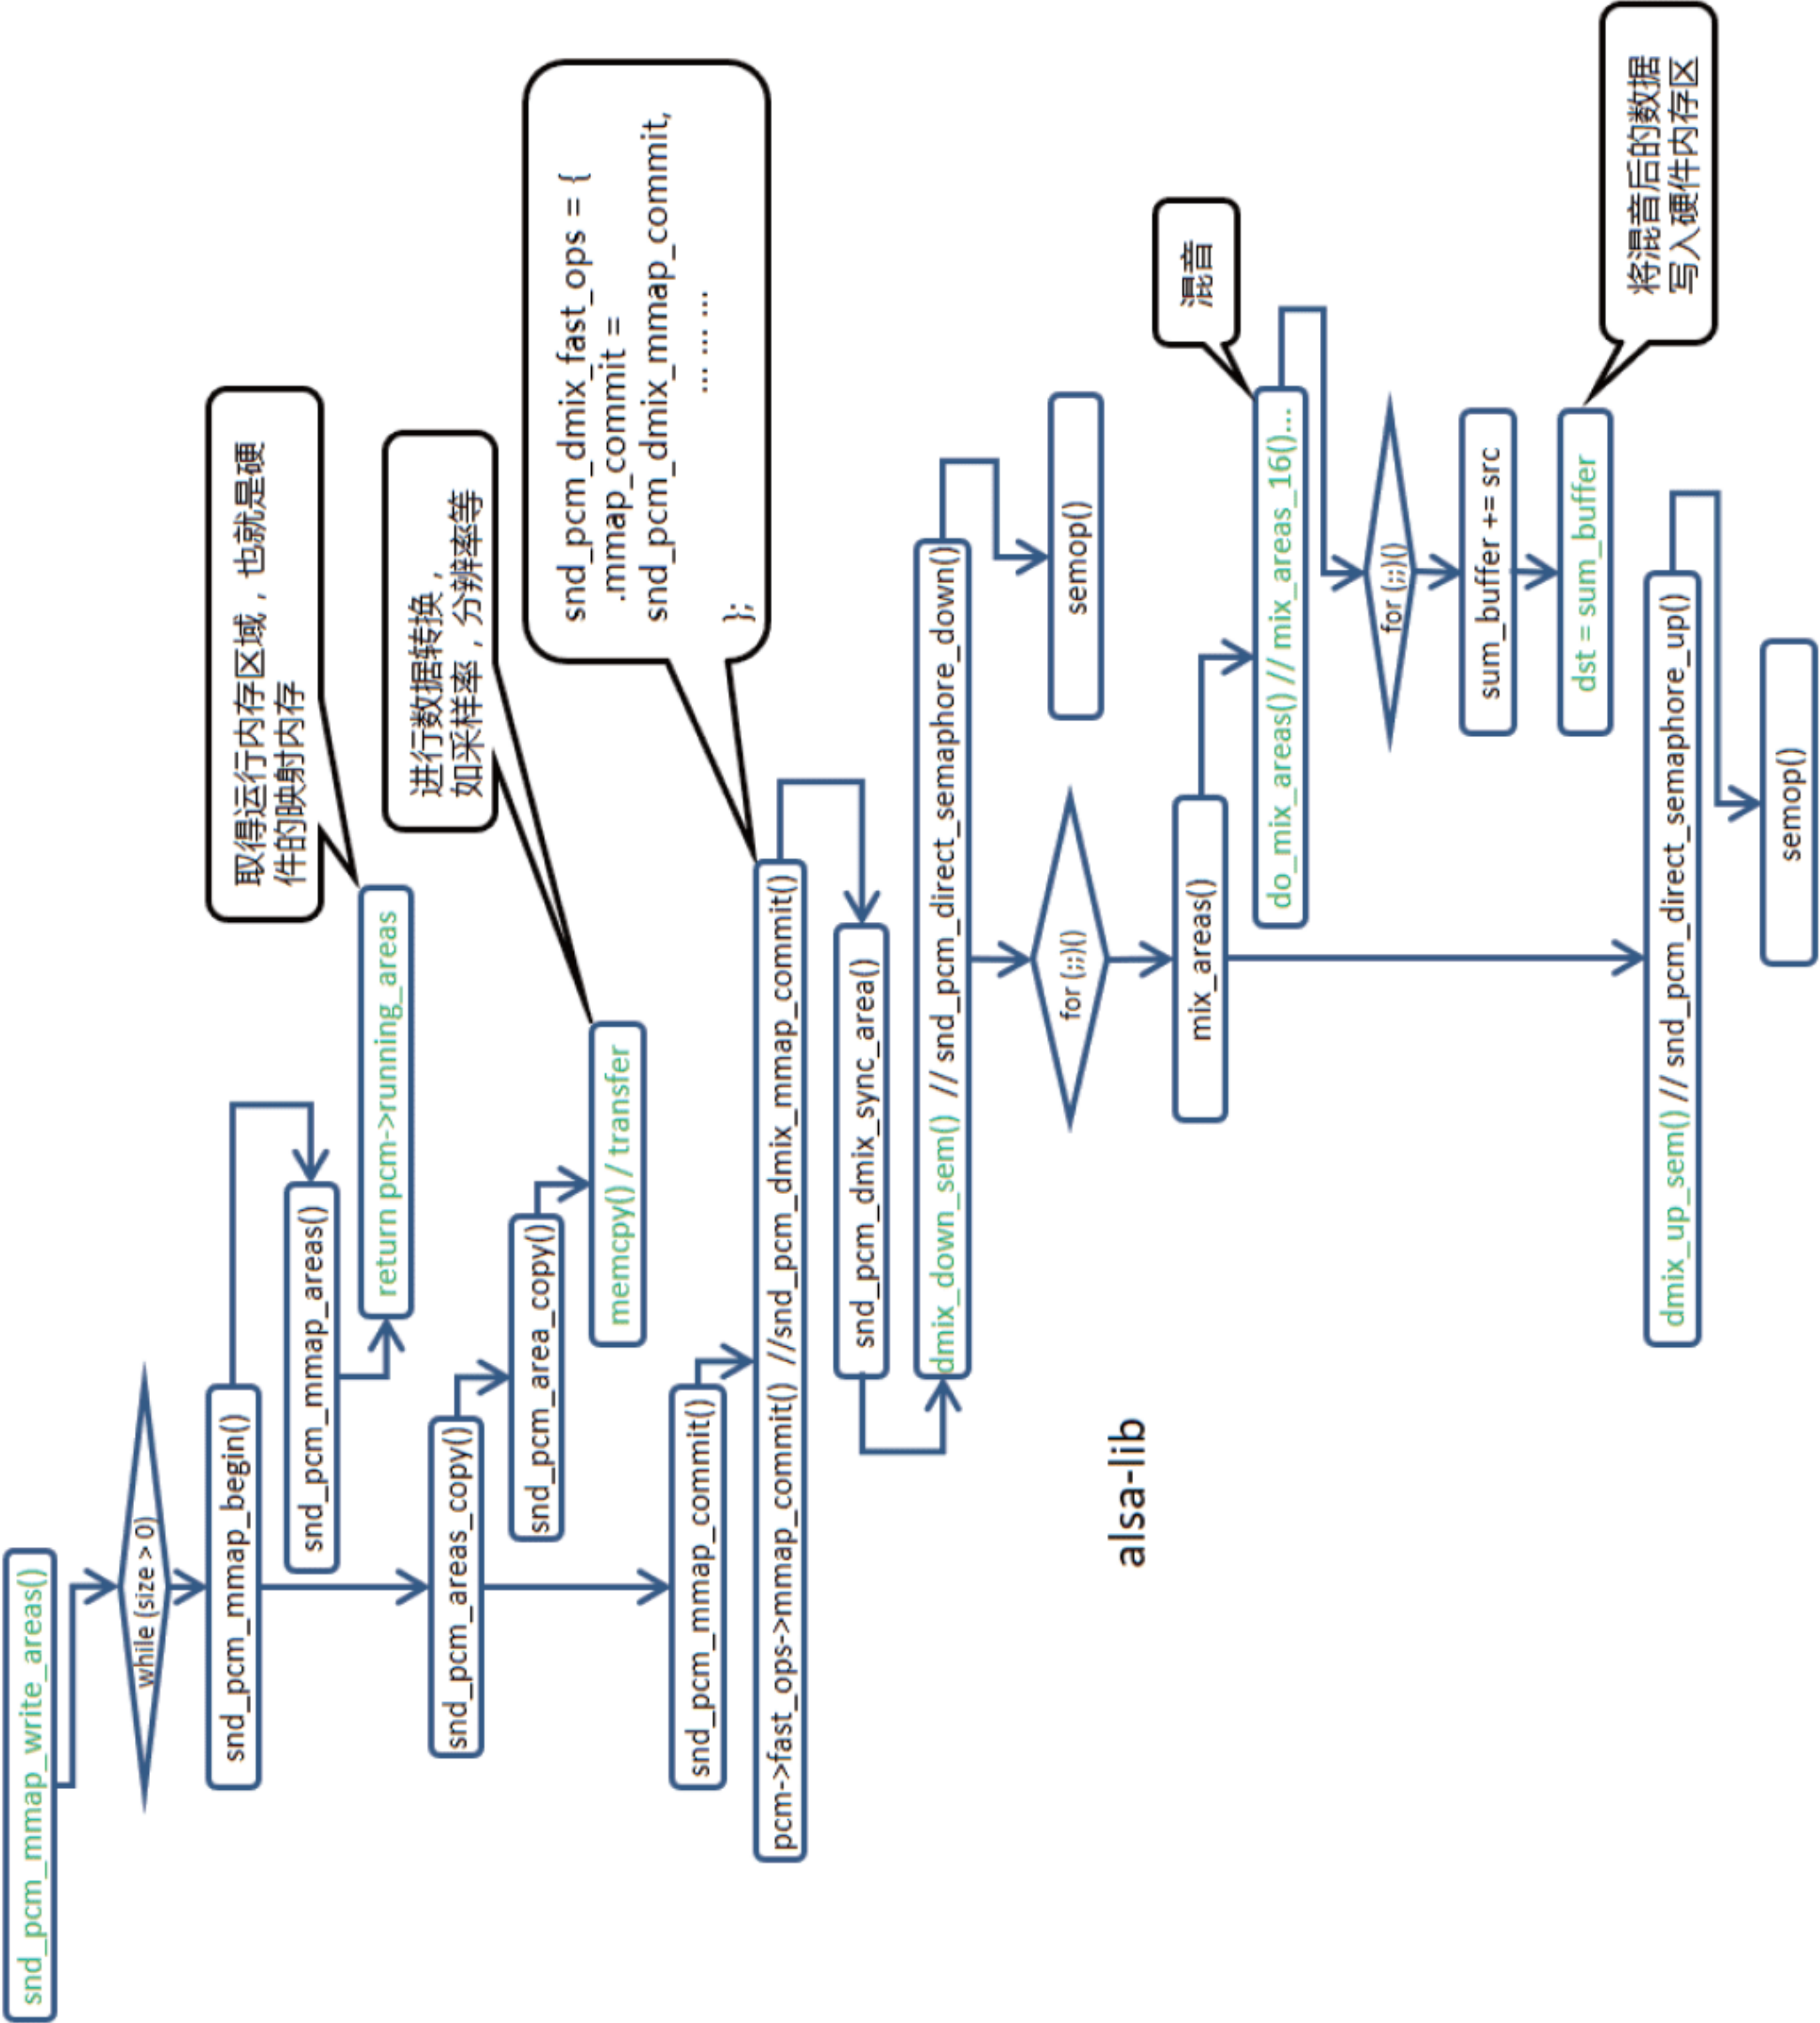 snd_pcm_mmap_write_areas()
while (size > 0)
snd_pcm_mmap_begin()
snd_pcm_mmap_areas()
return pcm->running_areas
取得运行内存区域，也就是硬
件的映射内存
snd_pcm_areas_copy()
snd_pcm_area_copy()
memcpy() / transfer
进行数据转换，
如采样率，分辨率等
snd_pcm_mmap_commit()
pcm->fast_ops->mmap_commit() //snd_pcm_dmix_mmap_commit()
snd_pcm_dmix_fast_ops = {
.mmap_commit =
snd_pcm_dmix_mmap_commit,
... ... ...
};
snd_pcm_dmix_sync_area()
dmix_down_sem() // snd_pcm_direct_semaphore_down()
semop()
for (;;)()
mix_areas()
do_mix_areas() // mix_areas_16()...
混音
for (;;)()
sum_buffer += src
dst = sum_buffer
将混音后的数据
写入硬件内存区
dmix_up_sem() // snd_pcm_direct_semaphore_up()
semop()
alsa-lib